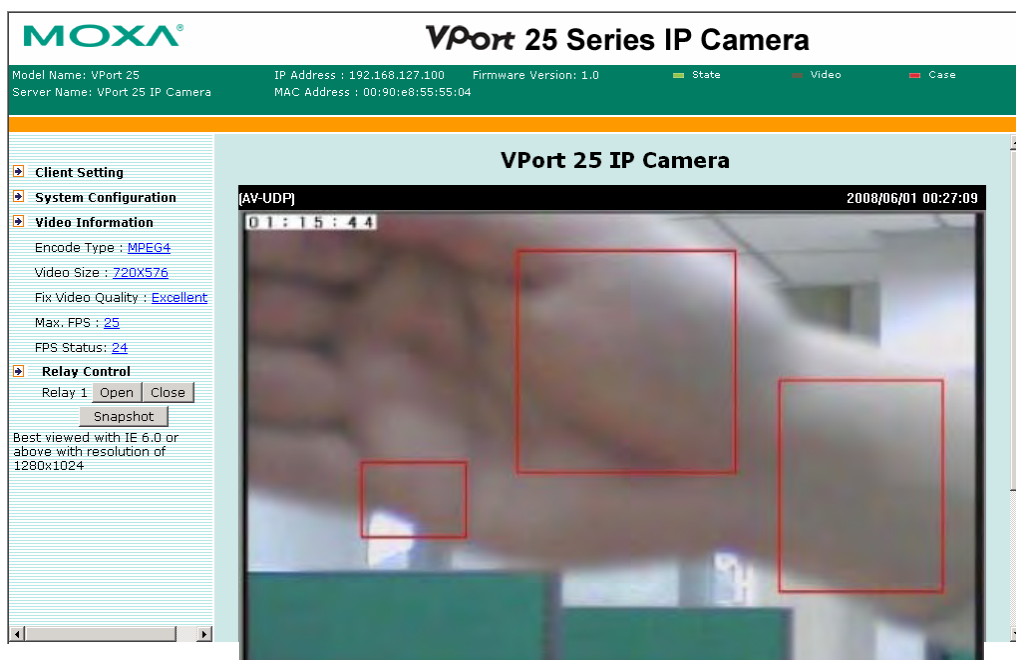 MOXA®
VPort 25 Series IP Camera
Model Name: VPort 25
IP Address : 192.168.127.100
Firmware Version: 1.0
State
Video
Case
Server Name: VPort 25 IP Camera
MAC Address : 00:90:e8:55:55:04
Client Setting
System Configuration
Video Information
Encode Type : MPEG4
Video Size : 720X576
Fix Video Quality : Excellent
Max. FPS : 25
FPS Status: 24
Relay Control
Relay 1 Open Close
Snapshot
Best viewed with IE 6.0 or
above with resolution of
1280x1024
VPort 25 IP Camera
(AV-UDP)
2008/06/01 00:27:09
01:15:44